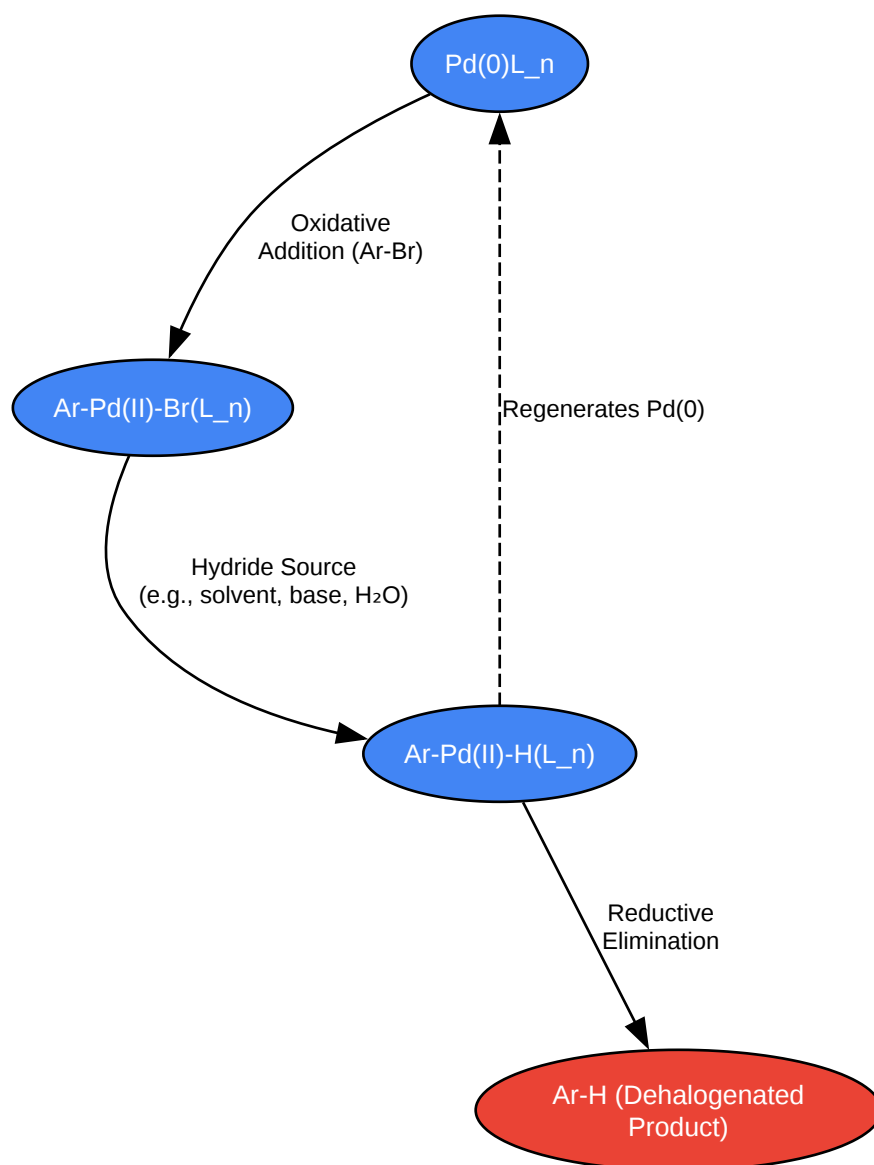 Pd(0)L_n
Oxidative
Addition (Ar-Br)
Ar-Pd(II)-Br(L_n)
Regenerates Pd(0)
Hydride Source
(e.g., solvent, base, H₂O)
Ar-Pd(II)-H(L_n)
Reductive
Elimination
Ar-H (Dehalogenated
Product)